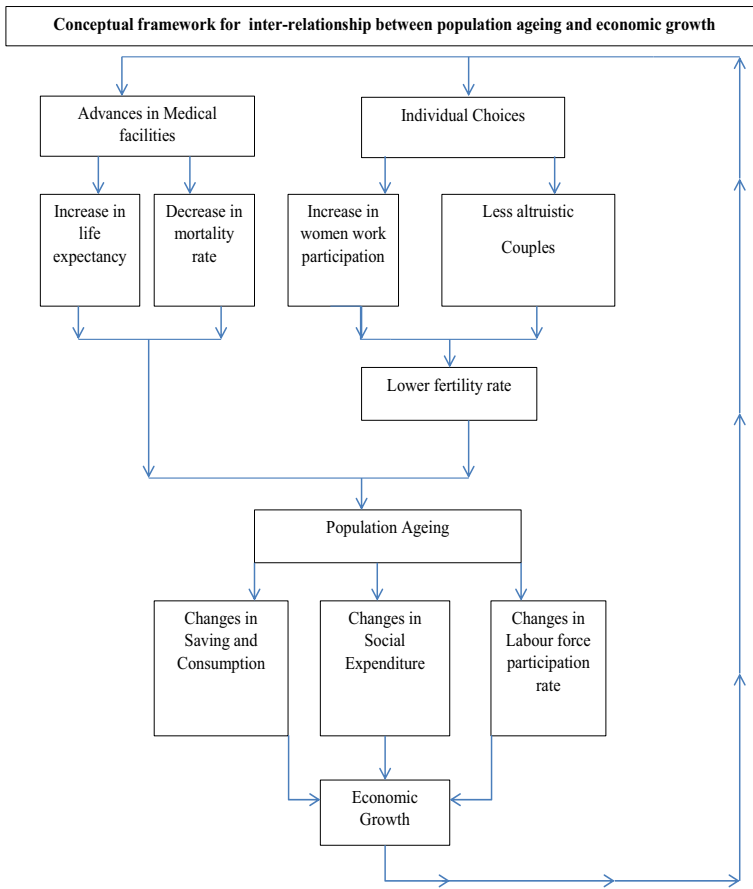 Conceptual framework for inter-relationship between population ageing and economic growth
Advances in Medical
facilities
Individual Choices
Increase in
life
expectancy
Decrease in
mortality
rate
Increase in
women work
participation
Less altruistic
Couples
Lower fertility rate
Population Ageing
Changes in
Saving and
Consumption
Changes in
Social
Expenditure
Changes in
Labour force
participation
rate
Economic
Growth